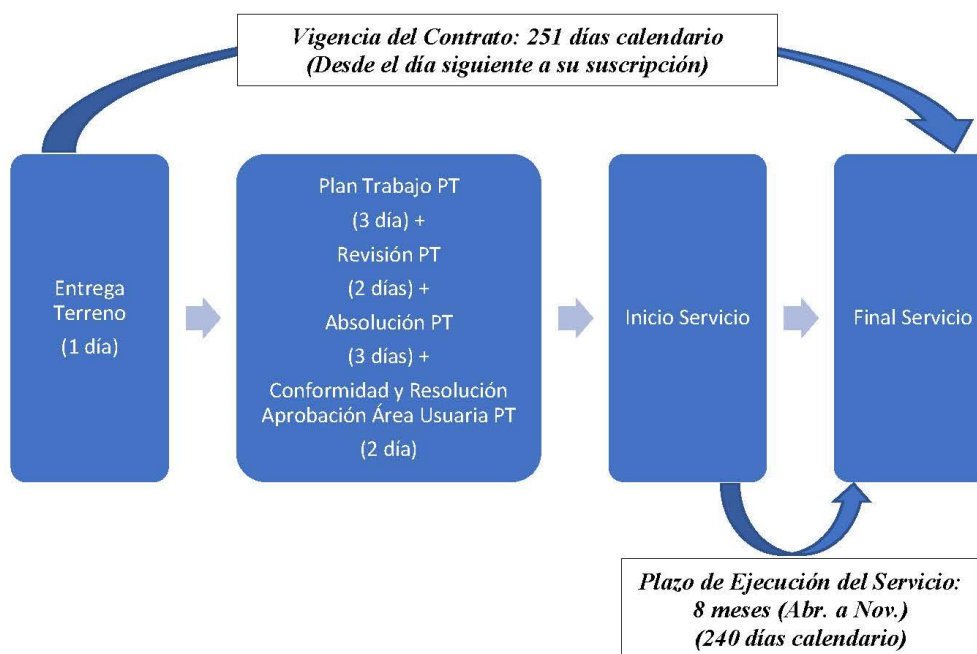 Vigencia del Contrato: 251 días calendario
(Desde el día siguiente a su suscripción)
Entrega
Terreno
(1 día)
Plan Trabajo PT
(3 día) +
Revisión PT
(2 días) +
Absolución PT
(3 días) +
Conformidad y Resolución
Aprobación Área Usuaria PT
(2 día)
Inicio Servicio
Final Servicio
Plazo de Ejecución del Servicio:
8 meses (Abr. a Nov.)
(240 días calendario)